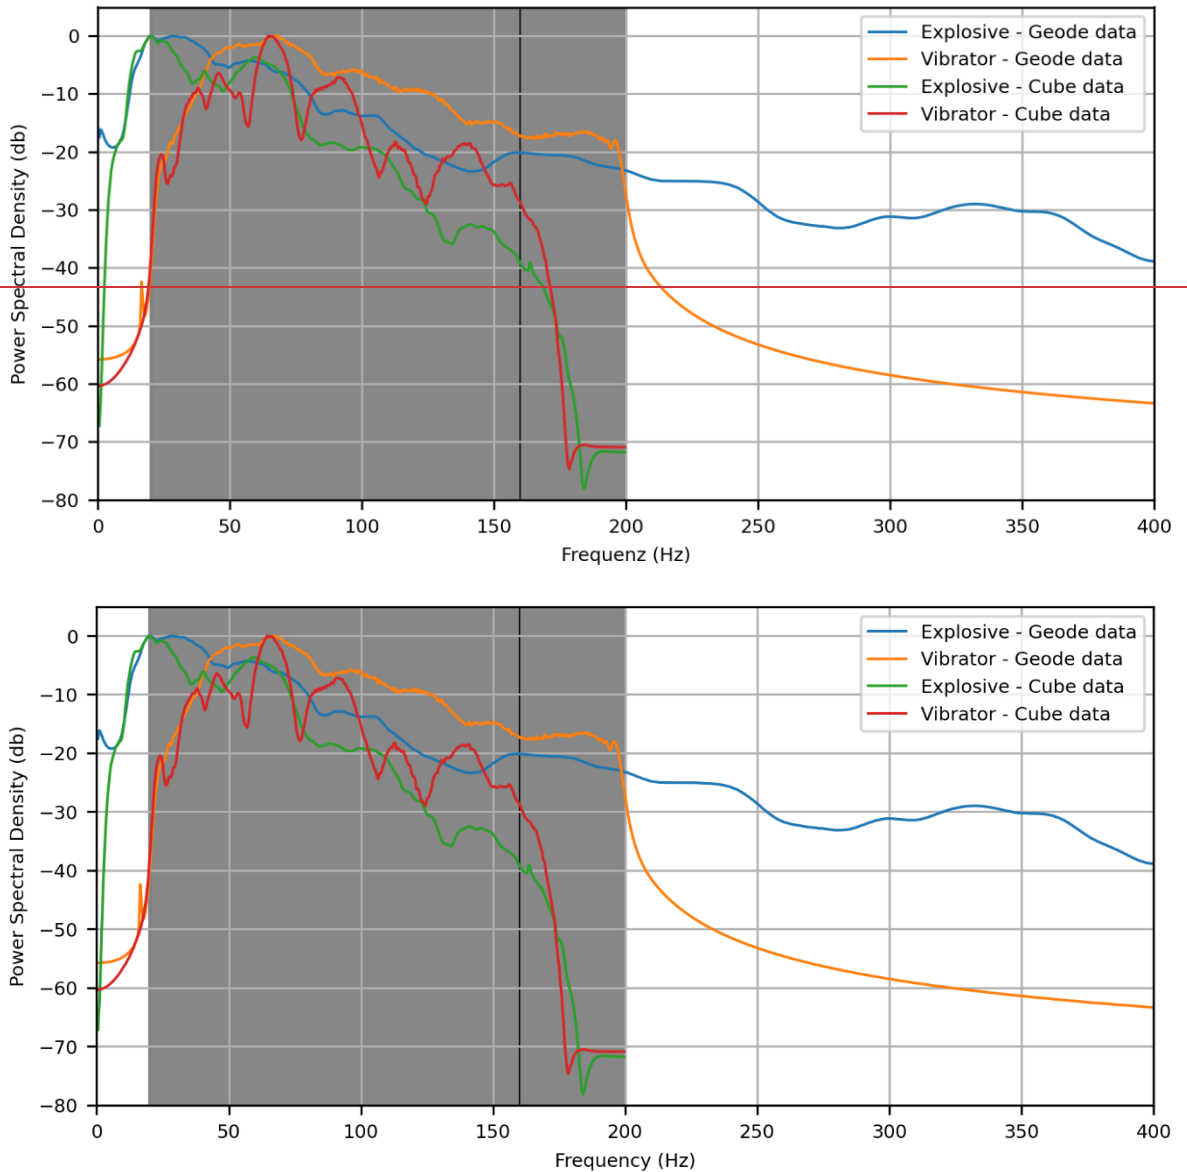 Explosive - Geode data
Vibrator - Geode data
Explosive - Cube data
Vibrator - Cube data
Power Spectral Density (db)
0
−10
−20
−30
−40
−50
−60
−70
−80
0 50 100 150 200 250 300 350 400
Frequenz (Hz)
Explosive - Geode data
Vibrator - Geode data
Explosive - Cube data
Vibrator - Cube data
Power Spectral Density (db)
0
−10
−20
−30
−40
−50
−60
−70
−80
0 50 100 150 200 250 300 350 400
Frequency (Hz)